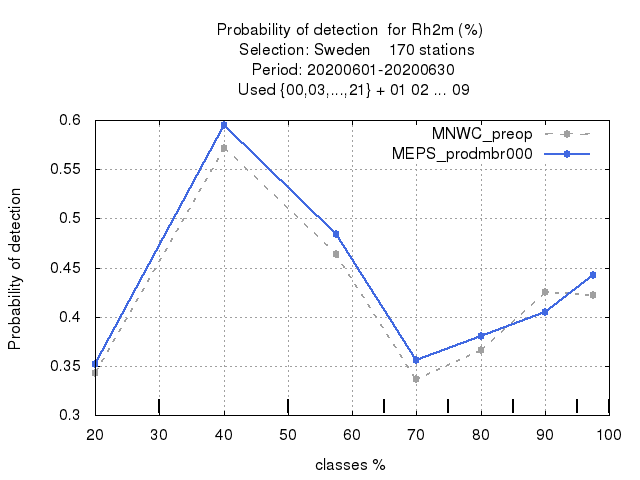 Probability of detection  for Rh2m (%)
Selection: Sweden    170 stations
Period: 20200601-20200630
Used {00,03,...,21} + 01 02 ... 09
MNWC_preop
MEPS_prodmbr000
Probability of detection
0.6
0.55
0.5
0.45
0.4
0.35
0.3
20 30 40 50 60 70 80 90 100
classes %